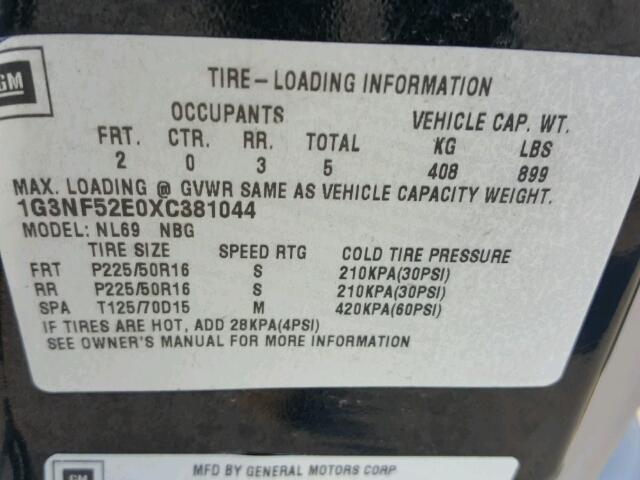 GM
TIRE-LOADING INFORMATION
OCCUPANTS VEHICLE CAP. WT.
FRT. CTR. RR. TOTAL KG LBS
2 0 3 5 408 899
MAX. LOADING @ GVWR SAME AS VEHICLE CAPACITY WEIGHT.
1G3NF52E0XC381044
MODEL: NL69 NBG
TIRE SIZE SPEED RTG COLD TIRE PRESSURE
FRT P225/50R16 S 210KPA(30PSI)
RR P225/50R16 S 210KPA(30PSI)
SPA T125/70D15 M 420KPA(60PSI)
IF TIRES ARE HOT, ADD 28KPA(4PSI)
SEE OWNER'S MANUAL FOR MORE INFORMATION
GM MFD BY GENERAL MOTORS CORP